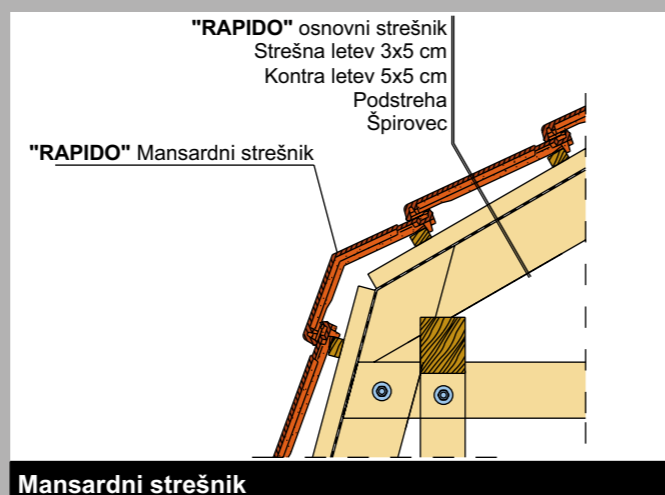 "RAPIDO" osnovni strešnik
Strešna letev 3x5 cm
Kontra letev 5x5 cm
Podstreha
Špirovec
"RAPIDO" Mansardni strešnik
Mansardni strešnik